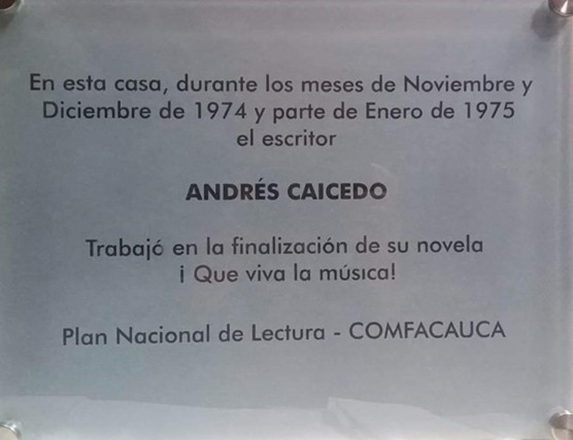 En esta casa, durante los meses de Noviembre y
Diciembre de 1974 y parte de Enero de 1975
el escritor
ANDRÉS CAICEDO
Trabajó en la finalización de su novela
¡ Que viva la música!
Plan Nacional de Lectura - COMFACAUCA